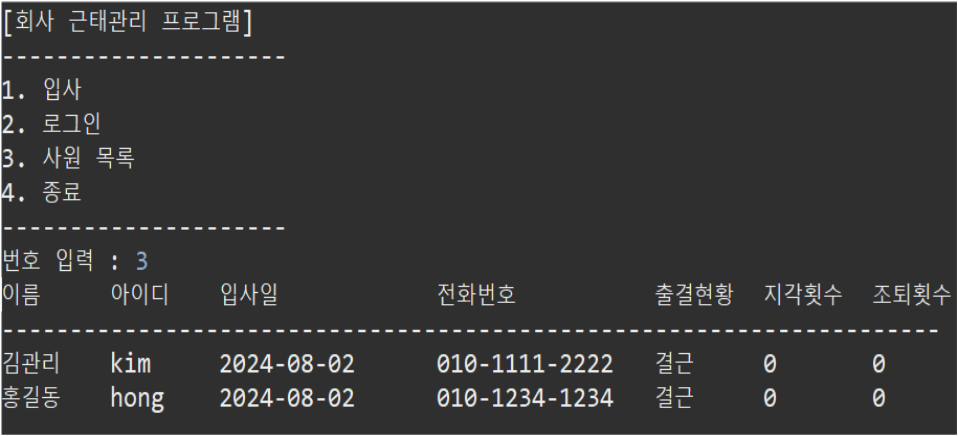 [회사 근태관리 프로그램]
---------------------
1. 입사
2. 로그인
3. 사원 목록
4. 종료
---------------------
번호 입력 : 3
이름 아이디 입사일 전화번호 출결현황 지각횟수 조퇴횟수
---------------------------------------------------------------------
김관리 kim 2024-08-02 010-1111-2222 결근 0 0
홍길동 hong 2024-08-02 010-1234-1234 결근 0 0